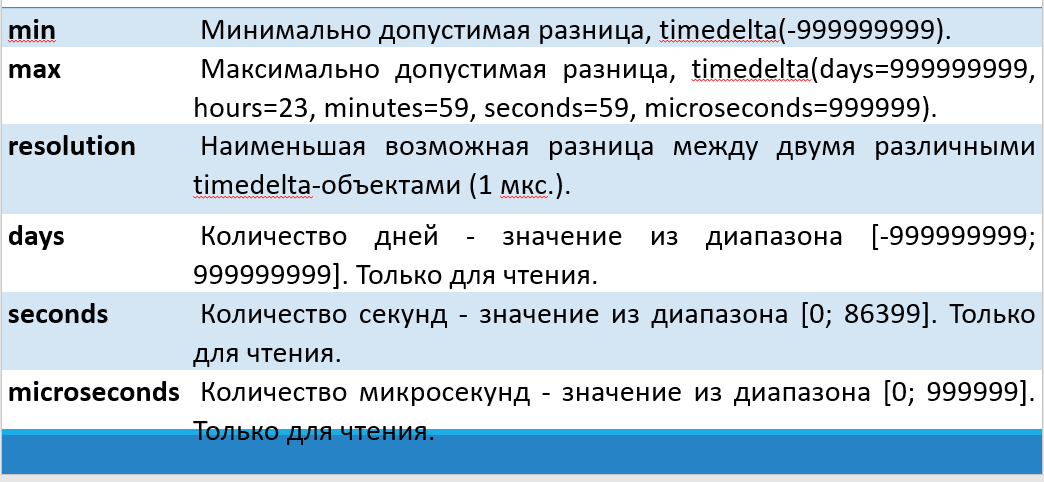 min Минимально допустимая разница, timedelta(-999999999).
max Максимально допустимая разница, timedelta(days=999999999,
hours=23, minutes=59, seconds=59, microseconds=999999).
resolution Наименьшая возможная разница между двумя различными
timedelta-объектами (1 мкс.).
days Количество дней - значение из диапазона [-999999999;
999999999]. Только для чтения.
seconds Количество секунд - значение из диапазона [0; 86399]. Только
для чтения.
microseconds Количество микросекунд - значение из диапазона [0; 999999].
Только для чтения.